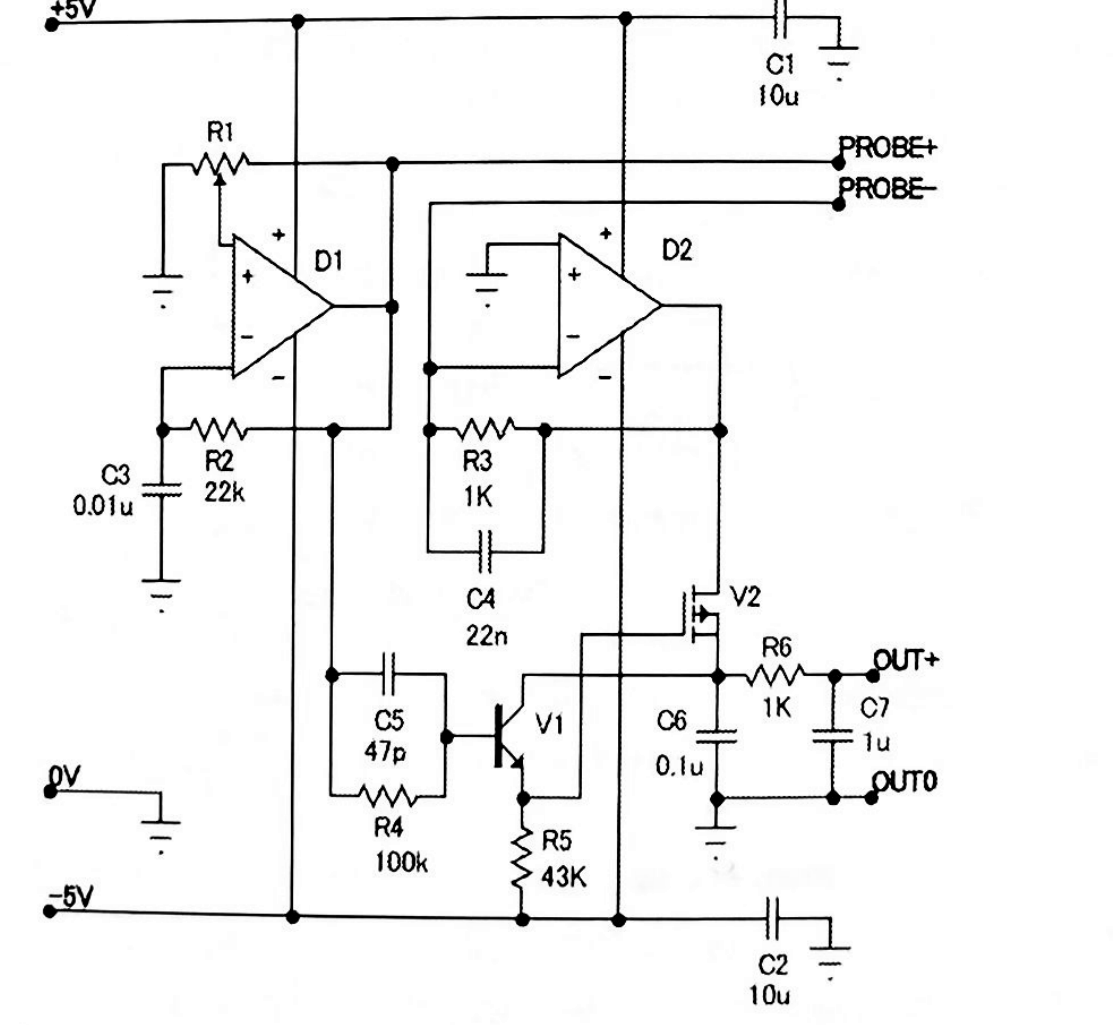 +5V
C1
10u
R1
PROBE+
PROBE-
+
D1
+
-
-
+
D2
+
-
-
R2
22k
C3
0.01u
R3
1K
C4
22n
V2
R6
1K
OUT+
C5
47p
V1
C6
0.1u
C7
1u
OUT0
0V
R4
100k
R5
43K
-5V
C2
10u